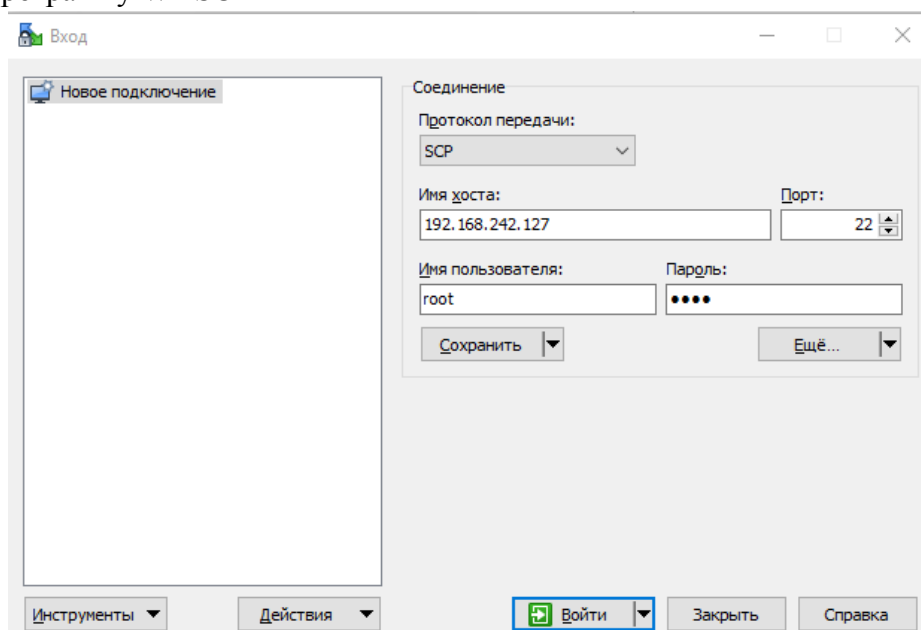 Вход
Новое подключение
Соединение
Протокол передачи:
SCP
Имя хоста:
Порт:
192.168.242.127
22
Имя пользователя:
Пароль:
root
••••
Сохранить
Ещё...
Инструменты
Действия
Войти
Закрыть
Справка